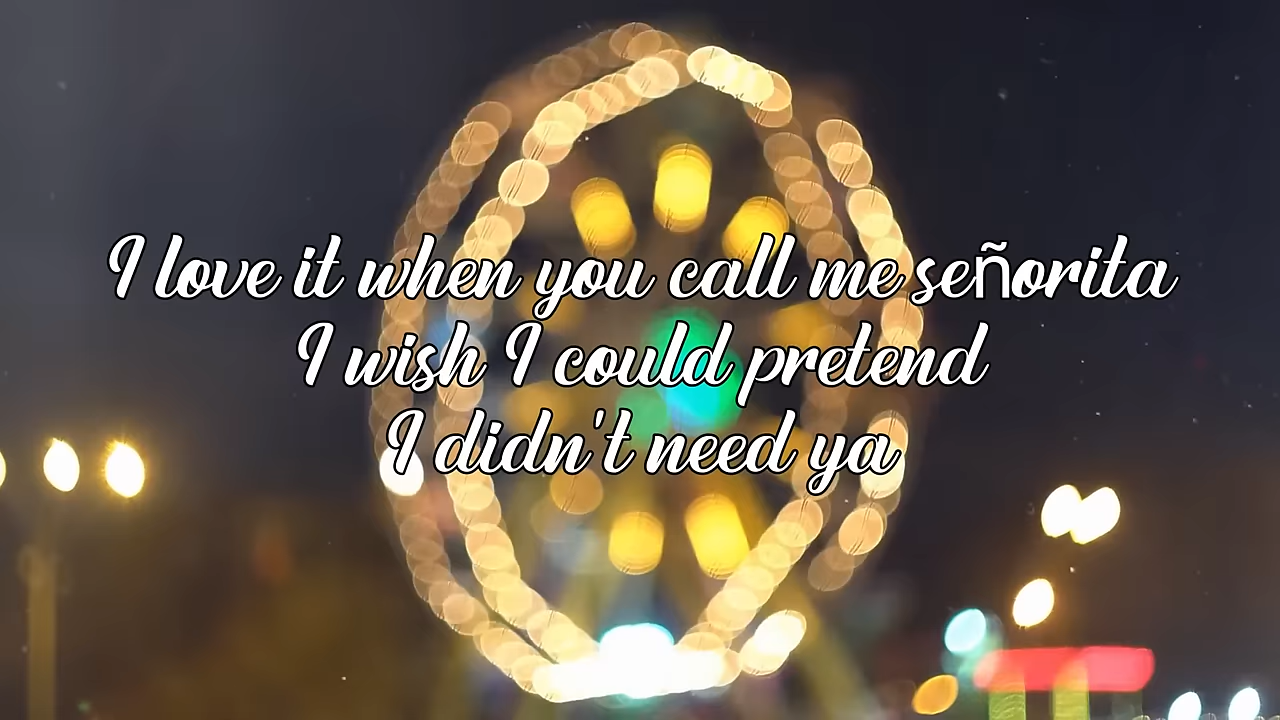 I love it when you call me señorita
I wish I could pretend
I didn't need ya